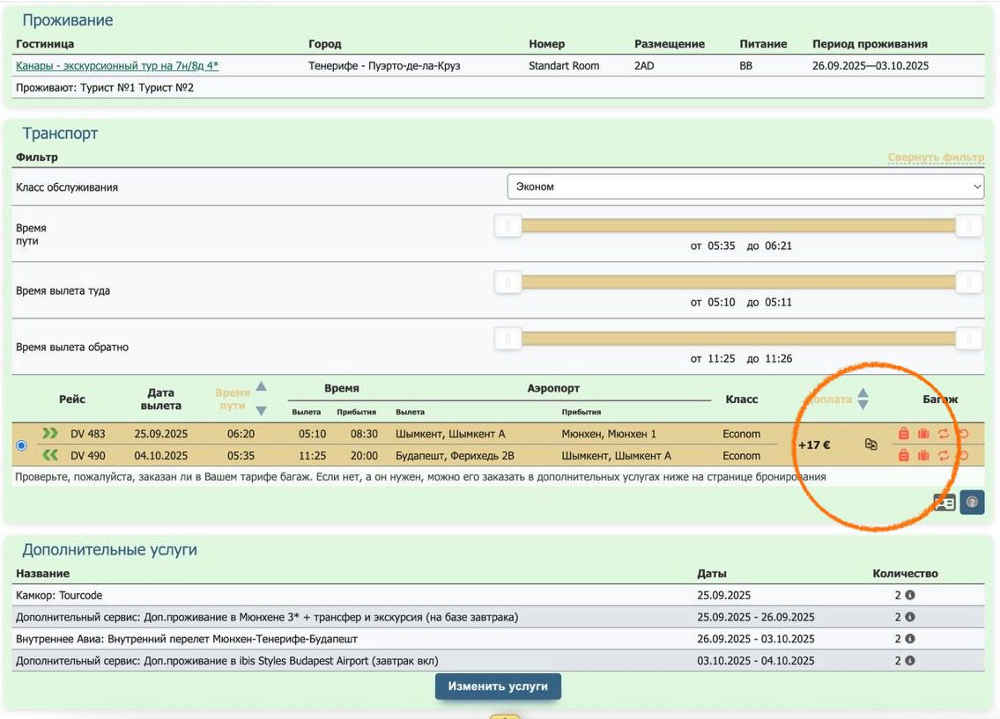 Проживание
Гостиница Город Номер Размещение Питание Период проживания
Канары - экскурсионный тур на 7н/8д 4* Тенерифе - Пуэрто-де-ла-Круз Standart Room 2AD BB 26.09.2025—03.10.2025
Проживают: Турист №1 Турист №2
Транспорт
Фильтр Свернуть фильтр
Класс обслуживания Эконом
Время
пути
от 05:35 до 06:21
Время вылета туда
от 05:10 до 05:11
Время вылета обратно
от 11:25 до 11:26
Рейс Дата вылета Время пути Время Аэропорт Класс Доплата Багаж
Вылета Прибытия Вылета Прибытия
DV 483 25.09.2025 06:20 05:10 08:30 Шымкент, Шымкент А Мюнхен, Мюнхен 1 Econom
+17 €
DV 490 04.10.2025 05:35 11:25 20:00 Будапешт, Ферихедь 2B Шымкент, Шымкент А Econom
Проверьте, пожалуйста, заказан ли в Вашем тарифе багаж. Если нет, а он нужен, можно его заказать в дополнительных услугах ниже на странице бронирования
?
Дополнительные услуги
Название Даты Количество
Камкор: Tourcode 25.09.2025 2
Дополнительный сервис: Доп.проживание в Мюнхене 3* + трансфер и экскурсия (на базе завтрака) 25.09.2025 - 26.09.2025 2
Внутреннее Авиа: Внутренний перелет Мюнхен-Тенерифе-Будапешт 26.09.2025 - 03.10.2025 2
Дополнительный сервис: Доп.проживание в ibis Styles Budapest Airport (завтрак вкл) 03.10.2025 - 04.10.2025 2
Изменить услуги